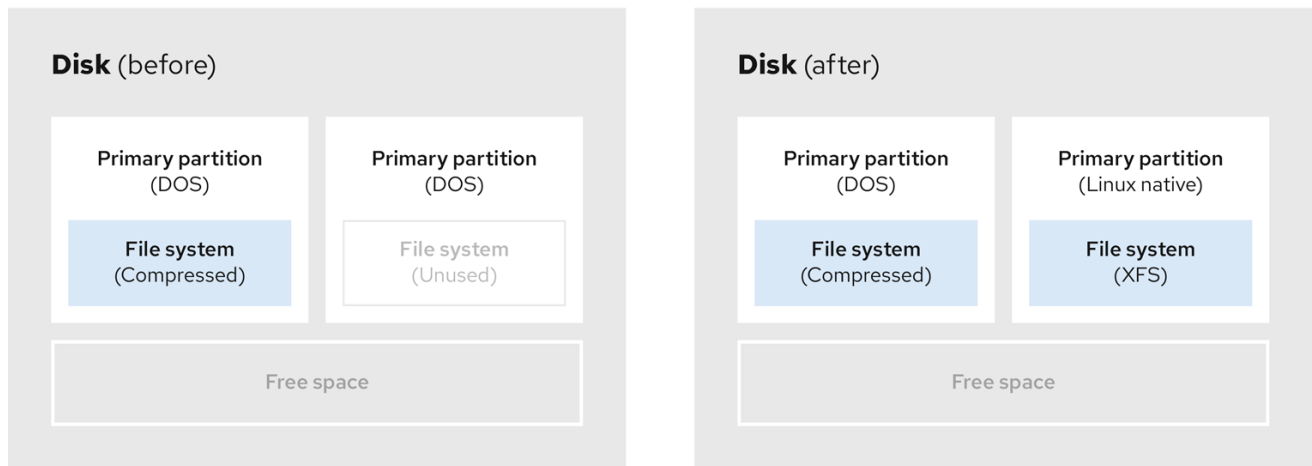 Disk (before)
Primary partition
(DOS)
File system
(Compressed)
Primary partition
(DOS)
File system
(Unused)
Free space
Disk (after)
Primary partition
(DOS)
File system
(Compressed)
Primary partition
(Linux native)
File system
(XFS)
Free space